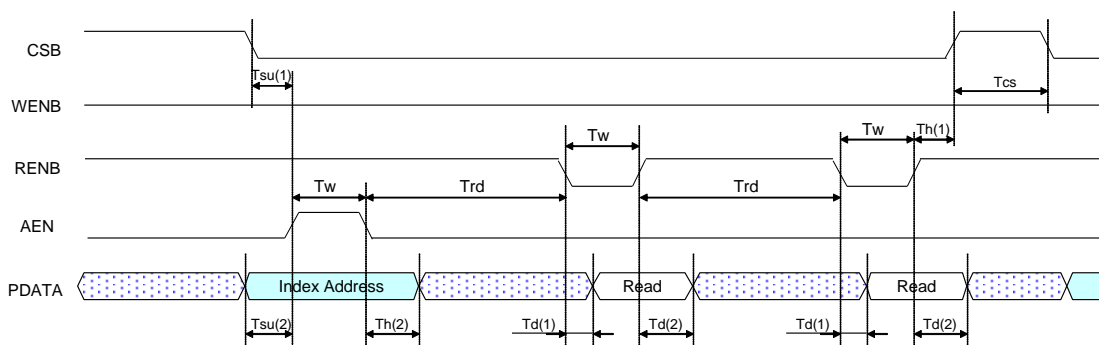 CSB
Tsu(1)
Tcs
WENB
Tw Tw Th(1)
RENB
Tw Trd Trd
AEN
PDATA Index Address Read Read
Tsu(2) Th(2) Td(1) Td(2) Td(1) Td(2)